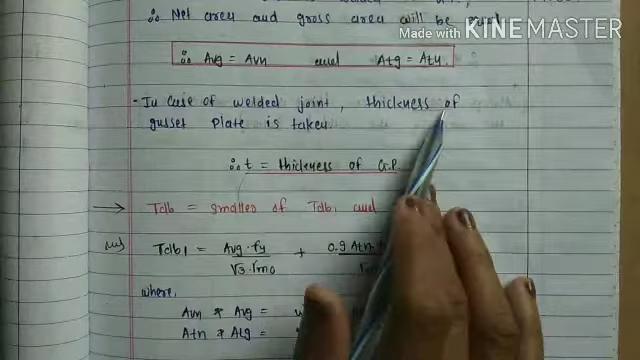 ∴ Net area and gross area will be
Made with KINEMASTER
∴ Avg = Avn and Atg = Atn.
- In case of welded joint, thickness of
gusset plate is taken
∴ t = thickness of G.P.
→ Tdb = smaller of Tdb1 and
Tdb1 = Avg.fy / √3.γm0 + 0.9 Atn
where,
Avn & Avg =
Atn & Atg =